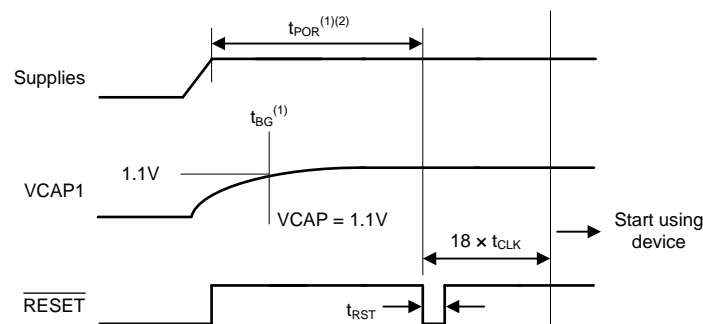 tPOR(1)(2)
Supplies
tBG(1)
1.1V
VCAP1
VCAP = 1.1V
18 × tCLK
Start using
device
RESET
tRST